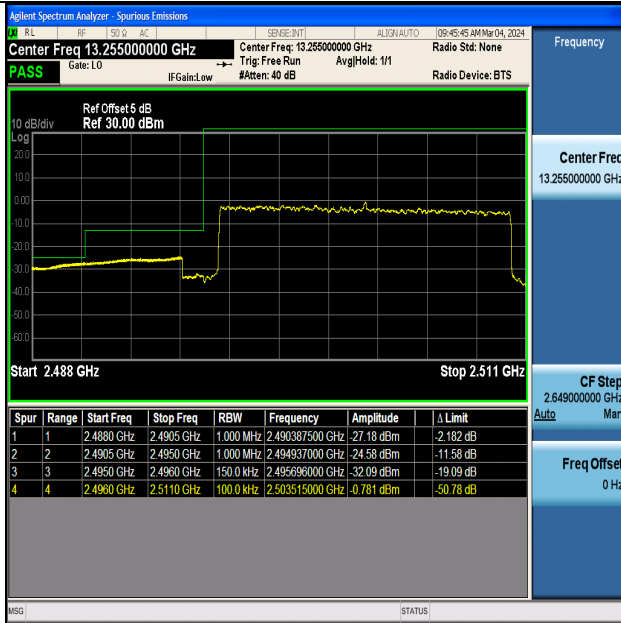 Agilent Spectrum Analyzer - Spurious Emissions
RL RF 50 Ω AC SENSE:INT ALIGN AUTO 09:45:45 AM Mar 04, 2024
Center Freq 13.255000000 GHz
Center Freq: 13.255000000 GHz
Radio Std: None
Gate: LO
Trig: Free Run Avg|Hold: 1/1
PASS
IFGain:Low
#Atten: 40 dB
Radio Device: BTS
Frequency
Ref Offset 5 dB
10 dB/div Ref 30.00 dBm
Log
20.0
10.0
0.00
-10.0
-20.0
-30.0
-40.0
-50.0
-60.0
Start 2.488 GHz Stop 2.511 GHz
Center Freq
13.255000000 GHz
CF Step
2.649000000 GHz
Auto Man
Freq Offset
0 Hz
Spur Range Start Freq Stop Freq RBW Frequency Amplitude Δ Limit
1 1 2.4880 GHz 2.4905 GHz 1.000 MHz 2.490387500 GHz -27.18 dBm -2.182 dB
2 2 2.4905 GHz 2.4950 GHz 1.000 MHz 2.494937000 GHz -24.58 dBm -11.58 dB
3 3 2.4950 GHz 2.4960 GHz 150.0 kHz 2.495696000 GHz -32.09 dBm -19.09 dB
4 4 2.4960 GHz 2.5110 GHz 100.0 kHz 2.503515000 GHz -0.781 dBm -50.78 dB
MSG STATUS